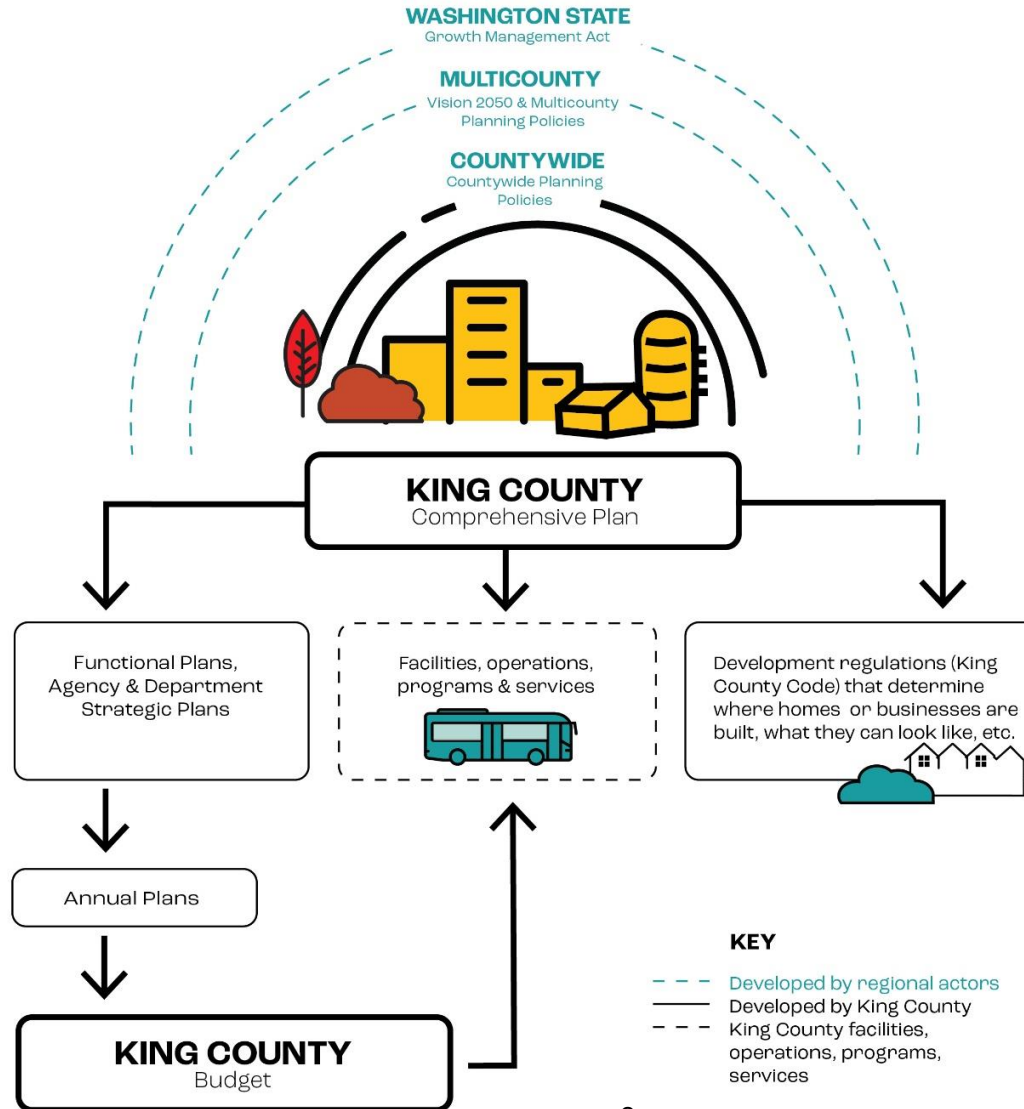 WASHINGTON STATE
Growth Management Act
MULTICOUNTY
Vision 2050 & Multicounty
Planning Policies
COUNTYWIDE
Countywide Planning
Policies
KING COUNTY
Comprehensive Plan
Functional Plans,
Agency & Department
Strategic Plans
Facilities, operations,
programs & services
Development regulations (King
County Code) that determine
where homes or businesses are
built, what they can look like, etc.
Annual Plans
KING COUNTY
Budget
KEY
Developed by regional actors
Developed by King County
King County facilities,
operations, programs,
services